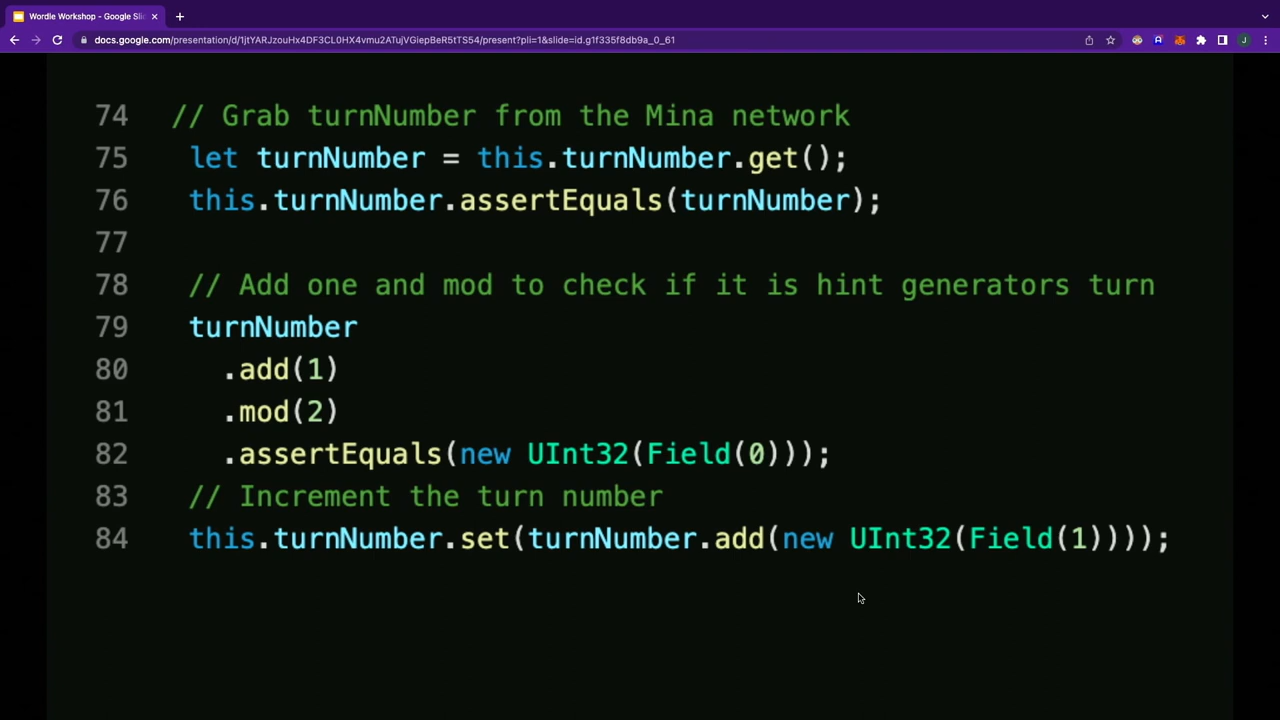 Wordle Workshop - Google Sli
docs.google.com/presentation/d/1jtYARJzouHx4DF3CL0HX4vmu2ATujVGiepBeR5tTS54/present?pli=1&slide=id.g1f335f8db9a_0_61
J
74 // Grab turnNumber from the Mina network
75 let turnNumber = this.turnNumber.get();
76 this.turnNumber.assertEquals(turnNumber);
77
78 // Add one and mod to check if it is hint generators turn
79 turnNumber
80 .add(1)
81 .mod(2)
82 .assertEquals(new UInt32(Field(0)));
83 // Increment the turn number
84 this.turnNumber.set(turnNumber.add(new UInt32(Field(1))));